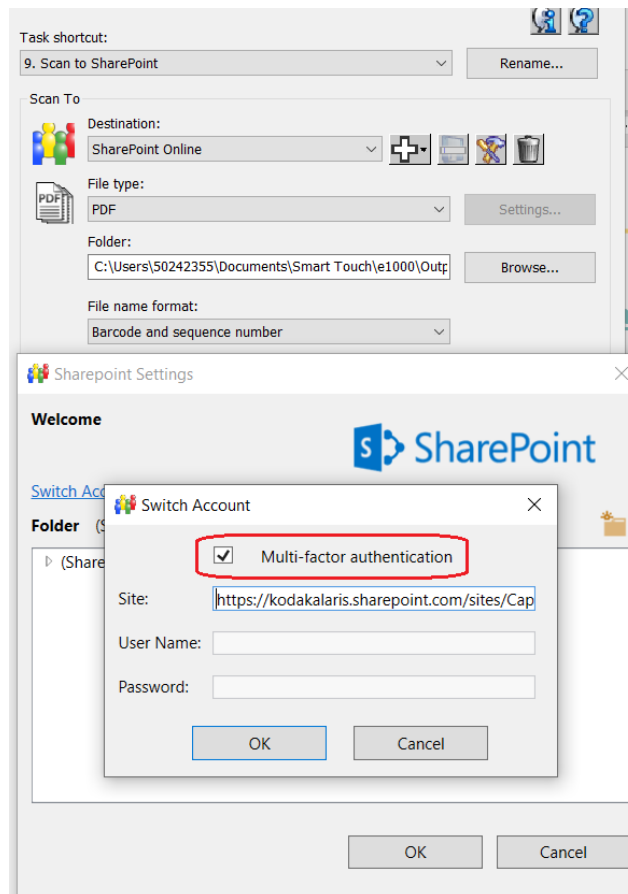 Task shortcut:
9. Scan to SharePoint
Rename...
Scan To
Destination:
SharePoint Online
File type:
PDF
PDF
Settings...
Folder:
C:\Users\50242355\Documents\Smart Touch\e1000\Outp
Browse...
File name format:
Barcode and sequence number
Sharepoint Settings
Welcome
S SharePoint
Switch Acc
Switch Account
Folder (S
Multi-factor authentication
(Share
Site: https://kodakalaris.sharepoint.com/sites/Cap
User Name:
Password:
OK Cancel
OK Cancel